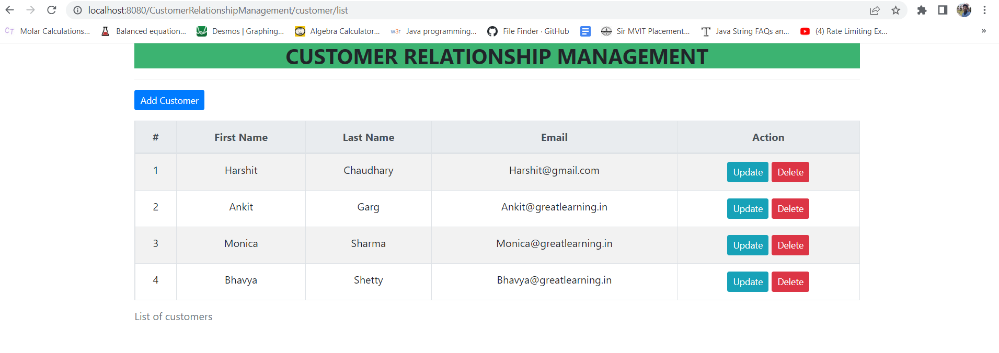 localhost:8080/CustomerRelationshipManagement/customer/list
CT Molar Calculations... Balanced equation... Desmos | Graphing... Algebra Calculator... w3r Java programming... File Finder · GitHub Sir MVIT Placement... T Java String FAQs an... (4) Rate Limiting Ex... »
CUSTOMER RELATIONSHIP MANAGEMENT
Add Customer
# First Name Last Name Email Action
1 Harshit Chaudhary Harshit@gmail.com Update Delete
2 Ankit Garg Ankit@greatlearning.in Update Delete
3 Monica Sharma Monica@greatlearning.in Update Delete
4 Bhavya Shetty Bhavya@greatlearning.in Update Delete
List of customers